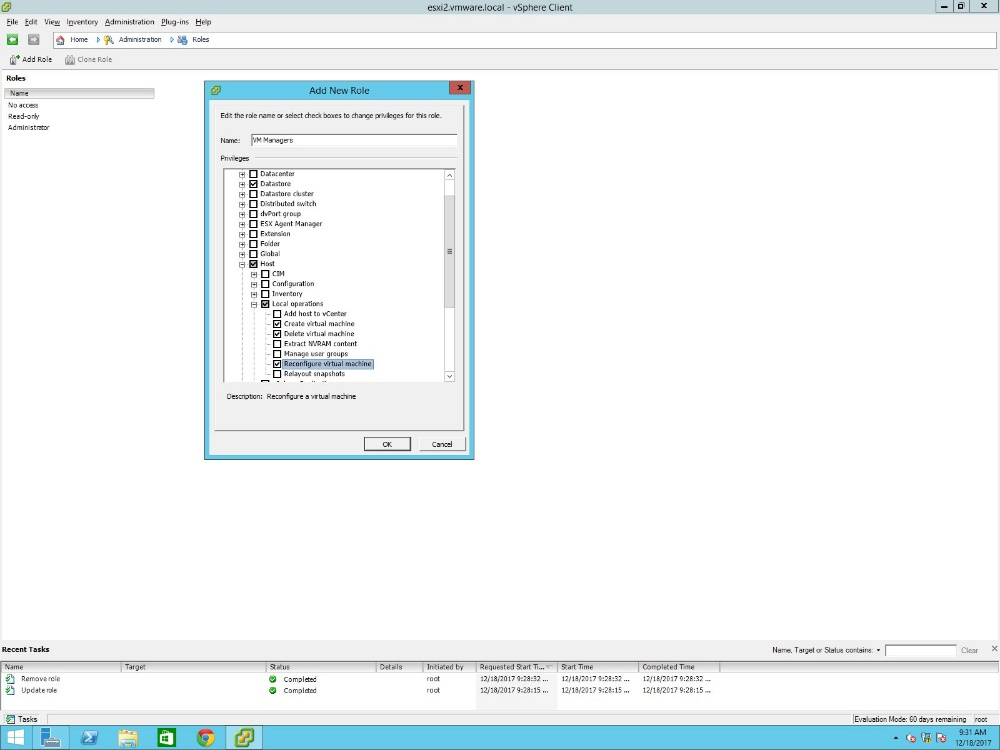 esxi2.vmware.local - vSphere Client
File Edit View Inventory Administration Plug-ins Help
Home Administration Roles
Add Role Clone Role
Roles
Name
No access
Read-only
Administrator
Add New Role
Edit the role name or select check boxes to change privileges for this role.
Name: VM Managers
Privileges
Datacenter
Datastore
Datastore cluster
Distributed switch
dvPort group
ESX Agent Manager
Extension
Folder
Global
Host
CIM
Configuration
Inventory
Local operations
Add host to vCenter
Create virtual machine
Delete virtual machine
Extract NVRAM content
Manage user groups
Reconfigure virtual machine
Relayout snapshots
Description: Reconfigure a virtual machine
OK Cancel
Recent Tasks Name, Target or Status contains: Clear
Name Target Status Details Initiated by Requested Start Ti... Start Time Completed Time
Remove role Completed root 12/18/2017 9:28:32 ... 12/18/2017 9:28:32 ... 12/18/2017 9:28:32 ...
Update role Completed root 12/18/2017 9:28:15 ... 12/18/2017 9:28:15 ... 12/18/2017 9:28:15 ...
Tasks Evaluation Mode: 60 days remaining root
9:31 AM
12/18/2017